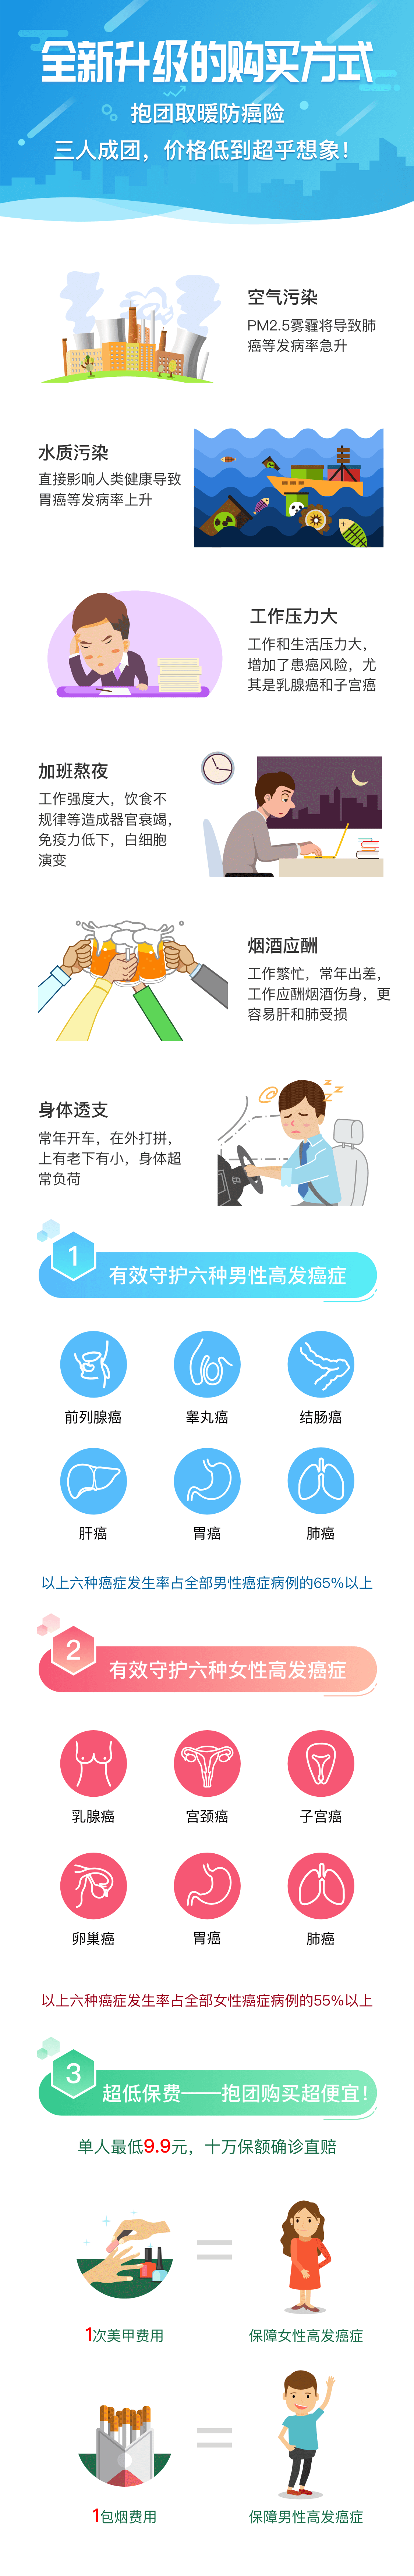 全新升级的购买方式
抱团取暖防癌险
三人成团，价格低到超乎想象！
空气污染
PM2.5雾霾将导致肺
癌等发病率急升
水质污染
直接影响人类健康导致
胃癌等发病率上升
工作压力大
工作和生活压力大，
增加了患癌风险，尤
其是乳腺癌和子宫癌
加班熬夜
工作强度大，饮食不
规律等造成器官衰竭，
免疫力低下，白细胞
演变
烟酒应酬
工作繁忙，常年出差，
工作应酬烟酒伤身，更
容易肝和肺受损
身体透支
常年开车，在外打拼，
上有老下有小，身体超
常负荷
1
有效守护六种男性高发癌症
前列腺癌
睾丸癌
结肠癌
肝癌
胃癌
肺癌
以上六种癌症发生率占全部男性癌症病例的65%以上
2
有效守护六种女性高发癌症
乳腺癌
宫颈癌
子宫癌
卵巢癌
胃癌
肺癌
以上六种癌症发生率占全部女性癌症病例的55%以上
3
超低保费——抱团购买超便宜！
单人最低9.9元，十万保额确诊直赔
1次美甲费用
保障女性高发癌症
1包烟费用
保障男性高发癌症